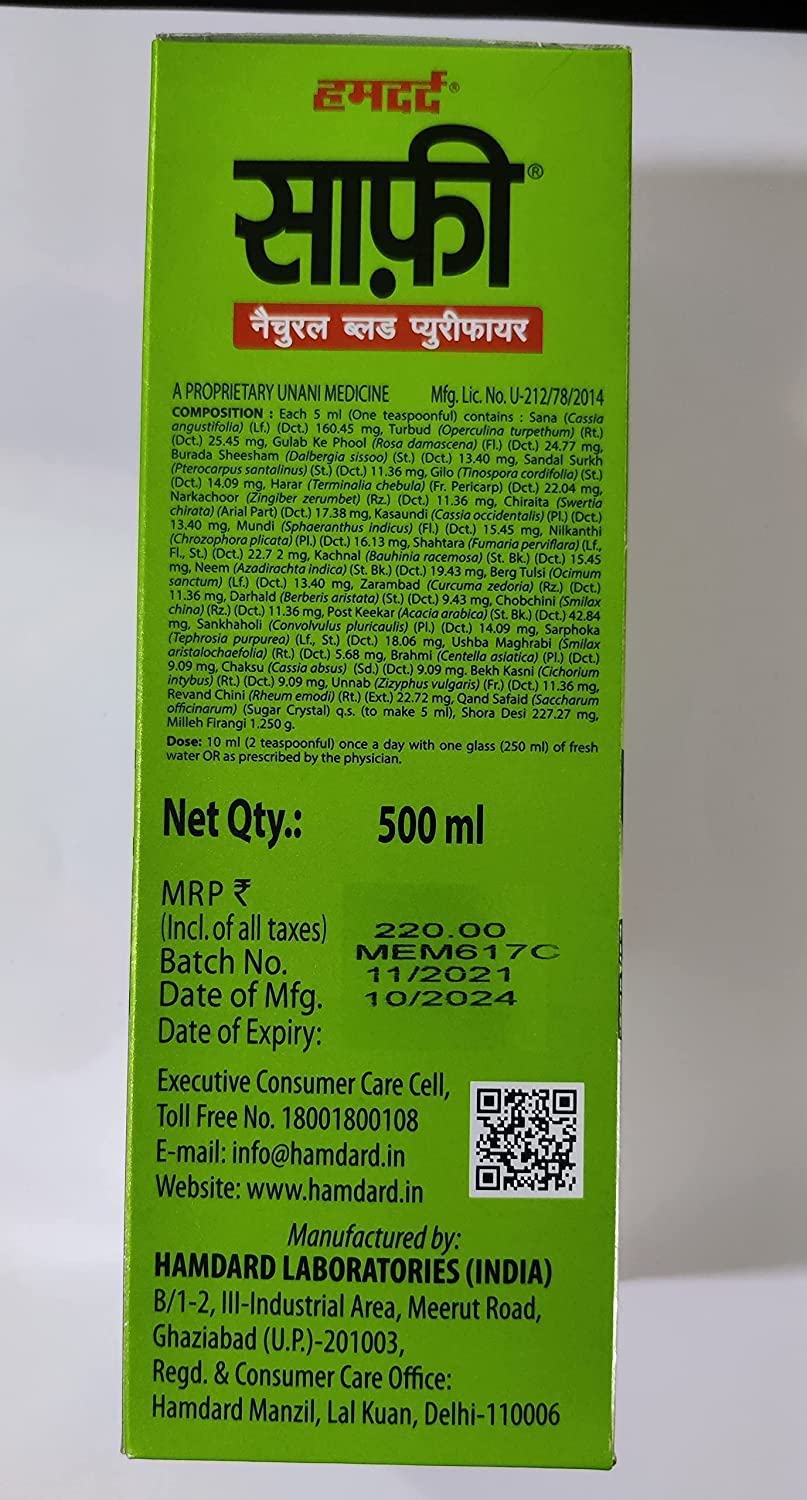 हमदर्द®
साफ़ी®
नैचुरल ब्लड प्युरीफायर
A PROPRIETARY UNANI MEDICINE Mfg. Lic. No. U-212/78/2014
COMPOSITION : Each 5 ml (One teaspoonful) contains : Sana (Cassia
angustifolia) (Lf.) (Dct.) 160.45 mg, Turbud (Operculina turpethum) (Rt.)
(Dct.) 25.45 mg, Gulab Ke Phool (Rosa damascena) (Fl.) (Dct.) 24.77 mg,
Burada Sheesham (Dalbergia sissoo) (St.) (Dct.) 13.40 mg, Sandal Surkh
(Pterocarpus santalinus) (St.) (Dct.) 11.36 mg, Gilo (Tinospora cordifolia) (St.)
(Dct.) 14.09 mg, Harar (Terminalia chebula) (Fr. Pericarp) (Dct.) 22.04 mg,
Narkachoor (Zingiber zerumbet) (Rz.) (Dct.) 11.36 mg, Chiraita (Swertia
chirata) (Arial Part) (Dct.) 17.38 mg, Kasaundi (Cassia occidentalis) (Pl.) (Dct.)
13.40 mg, Mundi (Sphaeranthus indicus) (Fl.) (Dct.) 15.45 mg, Nilkanthi
(Chrozophora plicata) (Pl.) (Dct.) 16.13 mg, Shahtara (Fumaria perviflara) (Lf.,
Fl., St.) (Dct.) 22.7 2 mg, Kachnal (Bauhinia racemosa) (St. Bk.) (Dct.) 15.45
mg, Neem (Azadirachta indica) (St. Bk.) (Dct.) 19.43 mg, Berg Tulsi (Ocimum
sanctum) (Lf.) (Dct.) 13.40 mg, Zarambad (Curcuma zedoria) (Rz.) (Dct.)
11.36 mg, Darhald (Berberis aristata) (St.) (Dct.) 9.43 mg, Chobchini (Smilax
china) (Rz.) (Dct.) 11.36 mg, Post Keekar (Acacia arabica) (St. Bk.) (Dct.) 42.84
mg, Sankhaholi (Convolvulus pluricaulis) (Pl.) (Dct.) 14.09 mg, Sarphoka
(Tephrosia purpurea) (Lf., St.) (Dct.) 18.06 mg, Ushba Maghrabi (Smilax
aristalochaefolia) (Rt.) (Dct.) 5.68 mg, Brahmi (Centella asiatica) (Pl.) (Dct.)
9.09 mg, Chaksu (Cassia absus) (Sd.) (Dct.) 9.09 mg. Bekh Kasni (Cichorium
intybus) (Rt.) (Dct.) 9.09 mg, Unnab (Zizyphus vulgaris) (Fr.) (Dct.) 11.36 mg,
Revand Chini (Rheum emodi) (Rt.) (Ext.) 22.72 mg, Qand Safaid (Saccharum
officinarum) (Sugar Crystal) q.s. (to make 5 ml), Shora Desi 227.27 mg,
Milleh Firangi 1.250 g.
Dose: 10 ml (2 teaspoonful) once a day with one glass (250 ml) of fresh
water OR as prescribed by the physician.
Net Qty.: 500 ml
MRP ₹
(Incl. of all taxes) 220.00
Batch No. MEM617C
Date of Mfg. 11/2021
Date of Expiry: 10/2024
Executive Consumer Care Cell,
Toll Free No. 18001800108
E-mail: info@hamdard.in
Website: www.hamdard.in
Manufactured by:
HAMDARD LABORATORIES (INDIA)
B/1-2, III-Industrial Area, Meerut Road,
Ghaziabad (U.P.)-201003,
Regd. & Consumer Care Office:
Hamdard Manzil, Lal Kuan, Delhi-110006